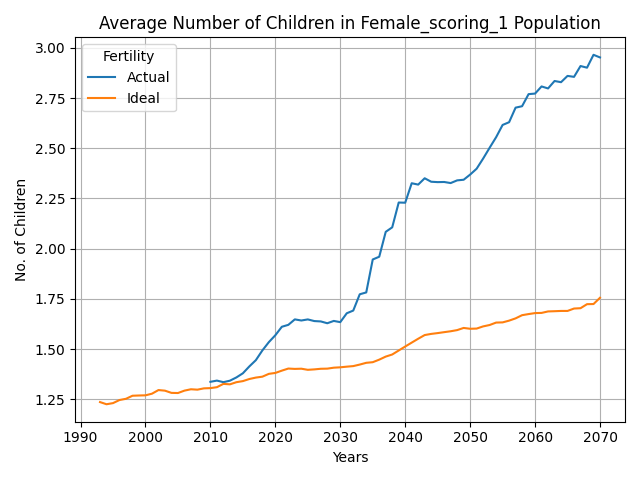 Average Number of Children in Female_scoring_1 Population
Fertility
Actual
Ideal
No. of Children
3.00
2.75
2.50
2.25
2.00
1.75
1.50
1.25
1990 2000 2010 2020 2030 2040 2050 2060 2070
Years